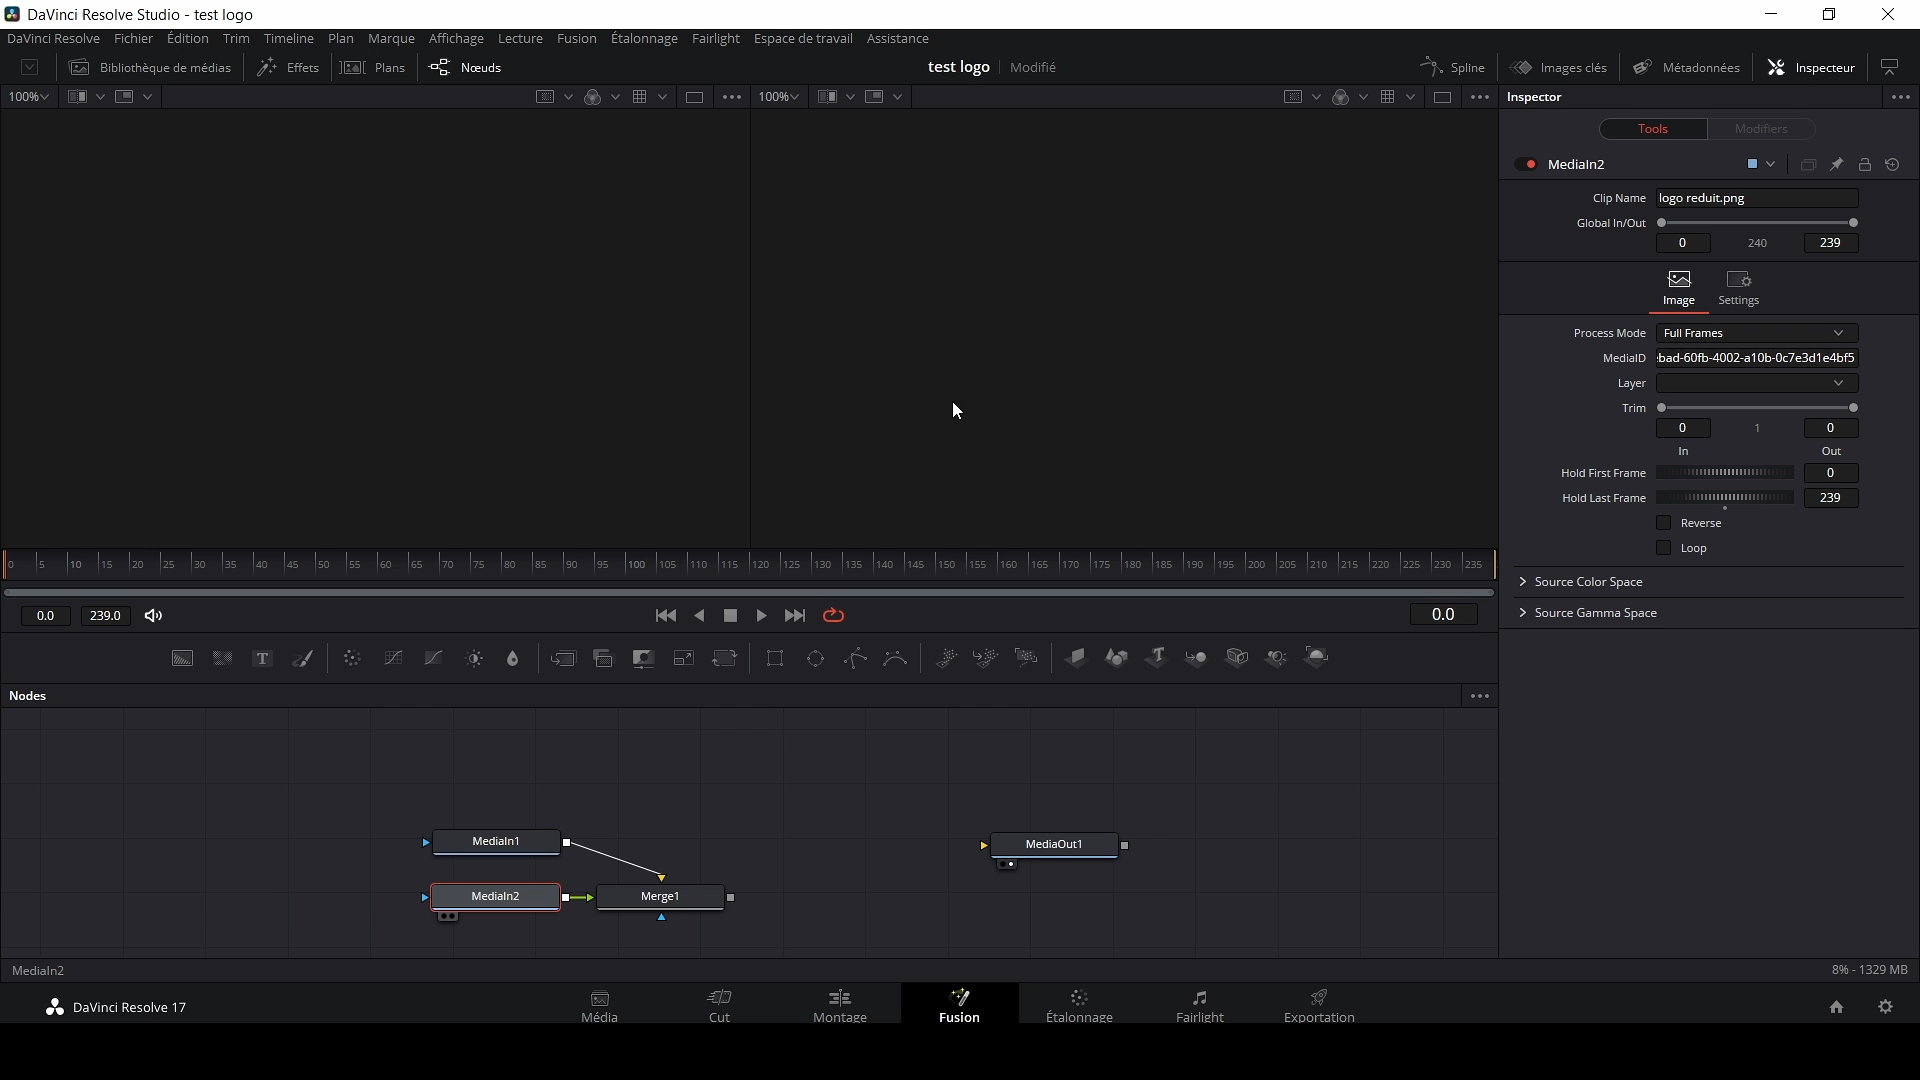 DaVinci Resolve Studio - test logo
DaVinci Resolve Fichier Édition Trim Timeline Plan Marque Affichage Lecture Fusion Étalonnage Fairlight Espace de travail Assistance
Bibliothèque de médias Effets Plans Nœuds test logo Modifié Spline Images clés Métadonnées Inspecteur
100% 100% Inspector
Tools Modifiers
MediaIn2
Clip Name logo reduit.png
Global In/Out
0 240 239
Image Settings
Process Mode Full Frames
MediaID bad-60fb-4002-a10b-0c7e3d1e4bf5
Layer
Trim
0 1 0
In Out
Hold First Frame 0
Hold Last Frame 239
Reverse
Loop
0 5 10 15 20 25 30 35 40 45 50 55 60 65 70 75 80 85 90 95 100 105 110 115 120 125 130 135 140 145 150 155 160 165 170 175 180 185 190 195 200 205 210 215 220 225 230 235
Source Color Space
0.0 239.0 0.0
Source Gamma Space
T
Nodes
MediaIn1 MediaOut1
MediaIn2 Merge1
MediaIn2 8% - 1329 MB
DaVinci Resolve 17 Média Cut Montage Fusion Étalonnage Fairlight Exportation